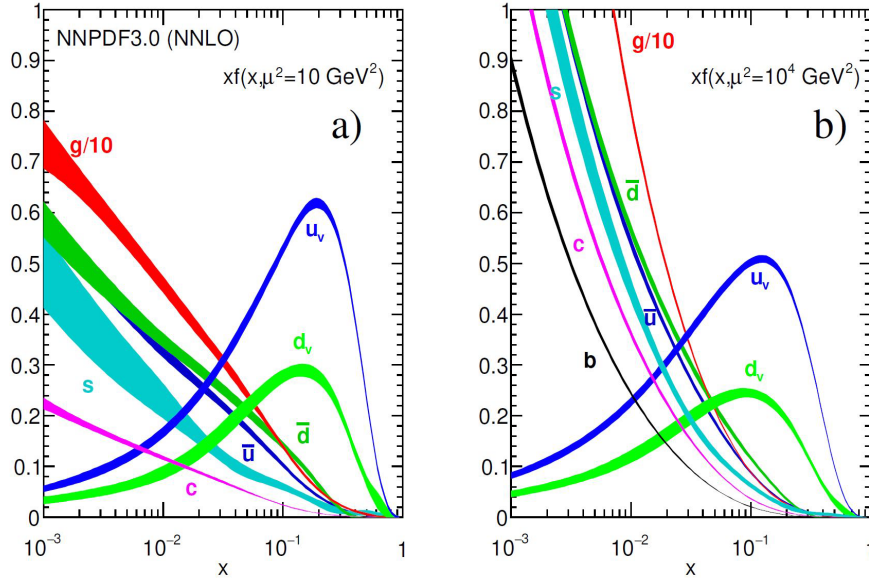 NNPDF3.0 (NNLO)
xf(x,μ²=10 GeV²)
a)
g/10
u_v
d_v
s
d̅
u̅
c
1
0.9
0.8
0.7
0.6
0.5
0.4
0.3
0.2
0.1
0
10⁻³
10⁻²
10⁻¹
1
x
g/10
xf(x,μ²=10⁴ GeV²)
b)
s
d̅
c
u_v
u̅
b
d_v
1
0.9
0.8
0.7
0.6
0.5
0.4
0.3
0.2
0.1
0
10⁻³
10⁻²
10⁻¹
1
x